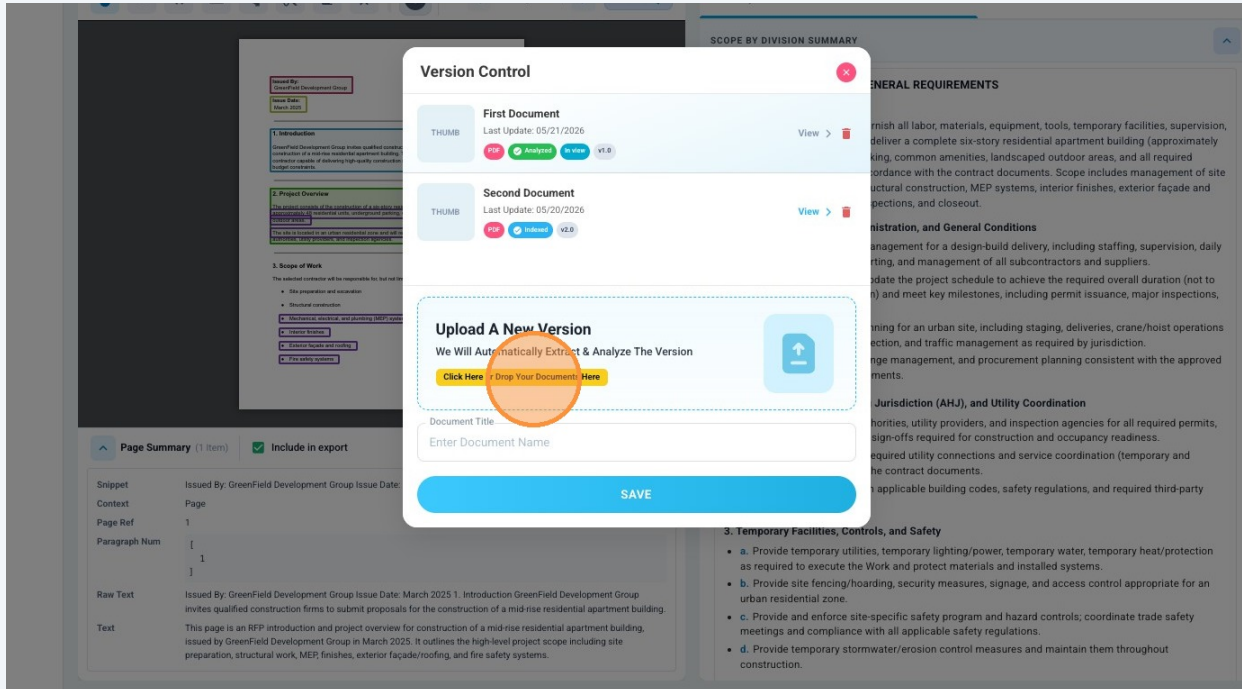 SCOPE BY DIVISION SUMMARY
Version Control
First Document
THUMB
Last Update: 05/21/2026
View >
PDF
Analyzed
In view
v1.0
Second Document
THUMB
Last Update: 05/20/2026
View >
PDF
Indexed
v2.0
Upload A New Version
We Will Automatically Extract & Analyze The Version
Click Here or Drop Your Documents Here
Document Title
Enter Document Name
SAVE
Issued By:
GreenField Development Group
Issue Date:
March 2025
1. Introduction
2. Project Overview
3. Scope of Work
Site preparation and excavation
Structural construction
Interior finishes
Exterior façade and roofing
Fire safety systems
Page Summary (1 Item)
Include in export
Snippet
Issued By: GreenField Development Group Issue Date:
Context
Page
Page Ref
1
Paragraph Num
[
1
]
Raw Text
Issued By: GreenField Development Group Issue Date: March 2025 1. Introduction GreenField Development Group
invites qualified construction firms to submit proposals for the construction of a mid-rise residential apartment building.
Text
This page is an RFP introduction and project overview for construction of a mid-rise residential apartment building,
issued by GreenField Development Group in March 2025. It outlines the high-level project scope including site
preparation, structural work, MEP, finishes, exterior façade/roofing, and fire safety systems.
GENERAL REQUIREMENTS
all labor, materials, equipment, tools, temporary facilities, supervision,
deliver a complete six-story residential apartment building (approximately
common amenities, landscaped outdoor areas, and all required
with the contract documents. Scope includes management of site
construction, MEP systems, interior finishes, exterior façade and
and closeout.
and General Conditions
for a design-build delivery, including staffing, supervision, daily
and management of all subcontractors and suppliers.
the project schedule to achieve the required overall duration (not to
and meet key milestones, including permit issuance, major inspections,
for an urban site, including staging, deliveries, crane/hoist operations
and traffic management as required by jurisdiction.
management, and procurement planning consistent with the approved
Jurisdiction (AHJ), and Utility Coordination
utility providers, and inspection agencies for all required permits,
sign-offs required for construction and occupancy readiness.
required utility connections and service coordination (temporary and
the contract documents.
applicable building codes, safety regulations, and required third-party
3. Temporary Facilities, Controls, and Safety
a. Provide temporary utilities, temporary lighting/power, temporary water, temporary heat/protection
as required to execute the Work and protect materials and installed systems.
b. Provide site fencing/hoarding, security measures, signage, and access control appropriate for an
urban residential zone.
c. Provide and enforce site-specific safety program and hazard controls; coordinate trade safety
meetings and compliance with all applicable safety regulations.
d. Provide temporary stormwater/erosion control measures and maintain them throughout
construction.